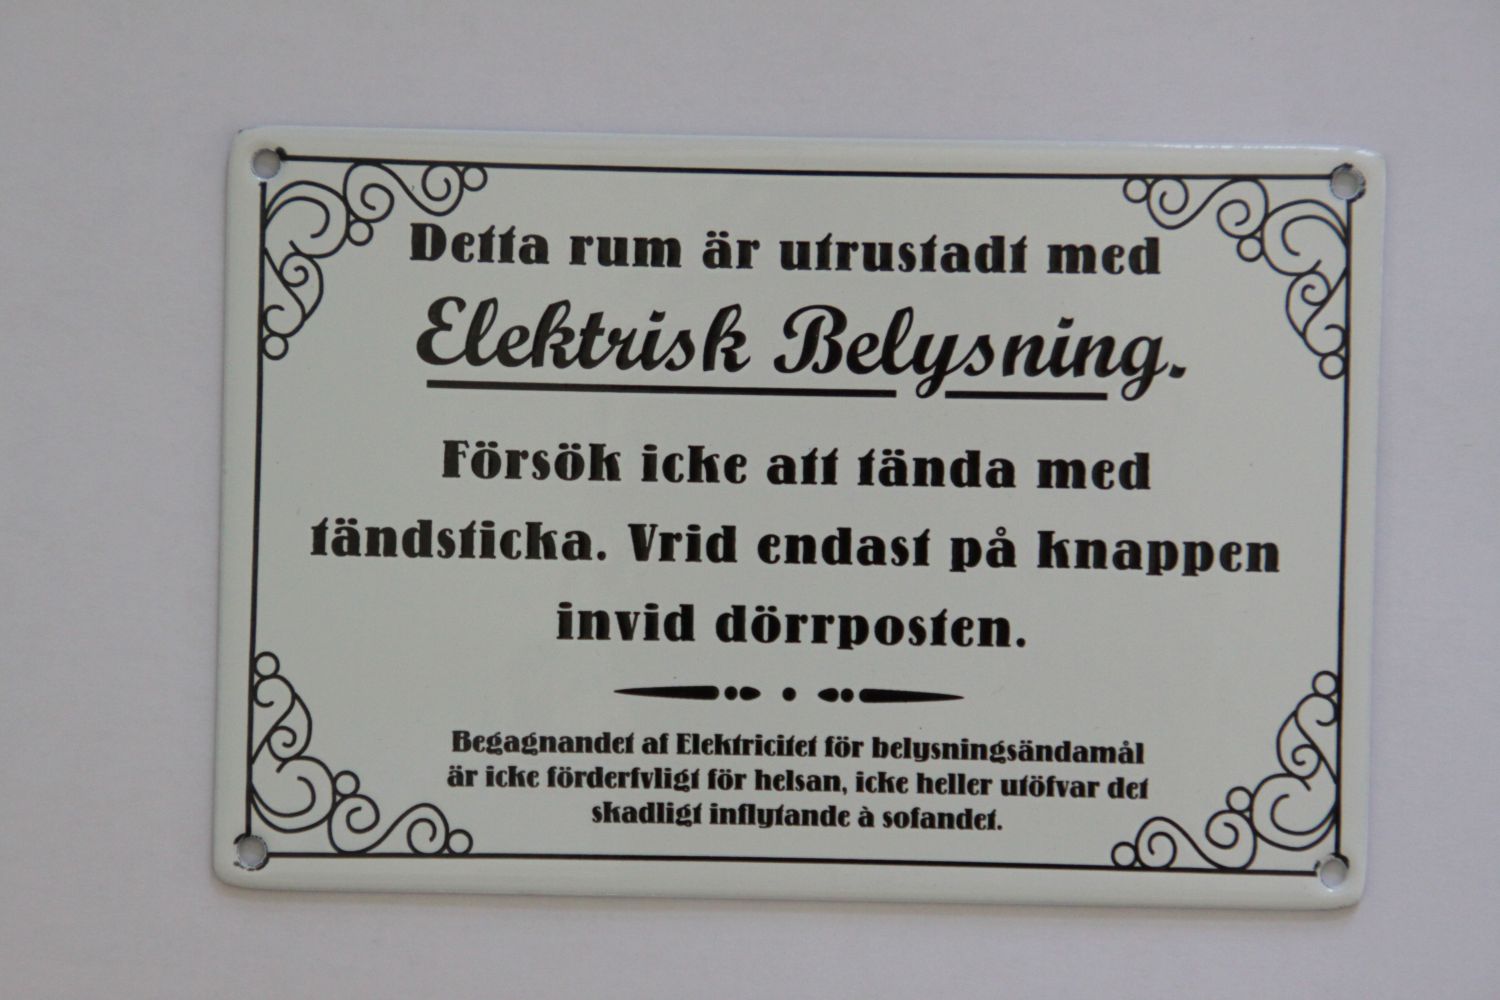 Detta rum är utrustadt med
Elektrisk Belysning.
Försök icke att tända med
tändsticka. Vrid endast på knappen
invid dörrposten.
Begagnandet af Elektricitet för belysningsändamål
är icke förderfvligt för helsan, icke heller utöfvar det
skadligt inflytande à sofandet.